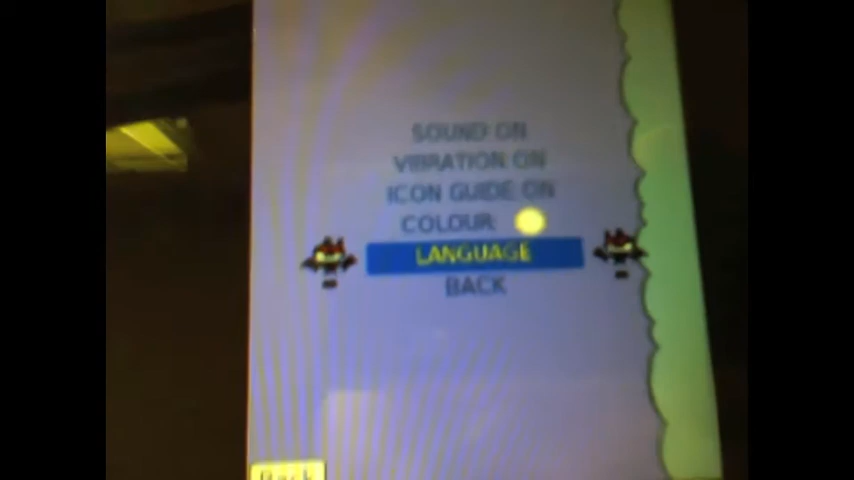 SOUND ON
VIBRATION ON
ICON GUIDE ON
COLOUR
LANGUAGE
BACK
Back